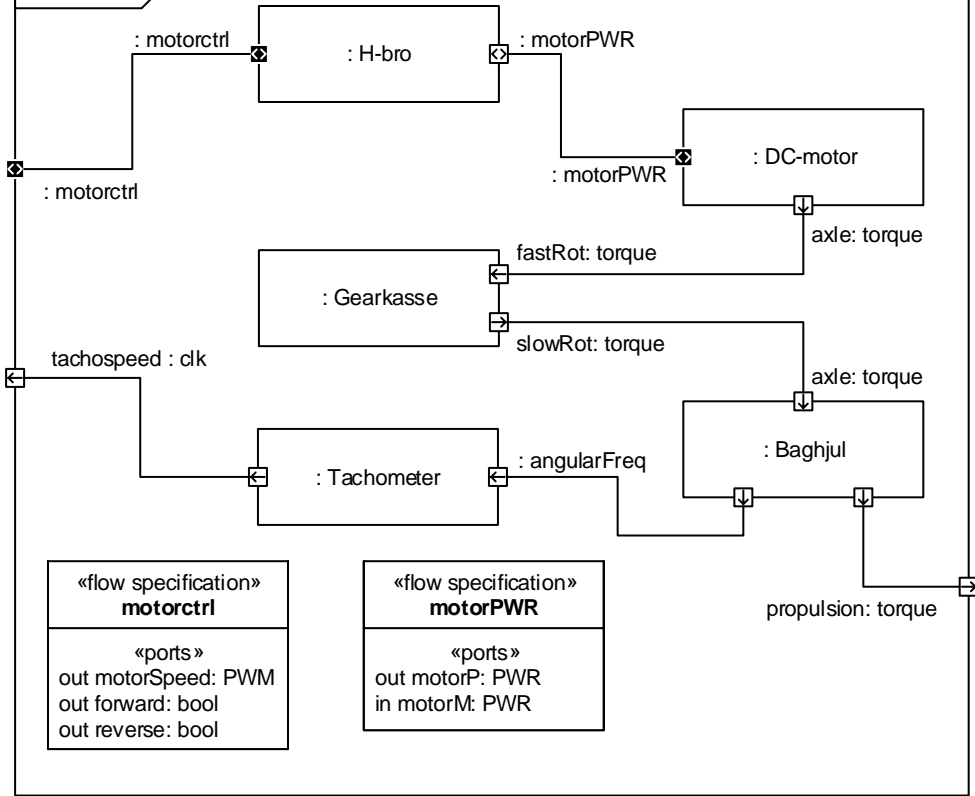 : motorctrl
: H-bro
: motorPWR
: DC-motor
: motorPWR
: motorctrl
axle: torque
fastRot: torque
: Gearkasse
slowRot: torque
tachospeed : clk
axle: torque
: Baghjul
: angularFreq
: Tachometer
«flow specification»
motorctrl
«ports»
out motorSpeed: PWM
out forward: bool
out reverse: bool
«flow specification»
motorPWR
«ports»
out motorP: PWR
in motorM: PWR
propulsion: torque